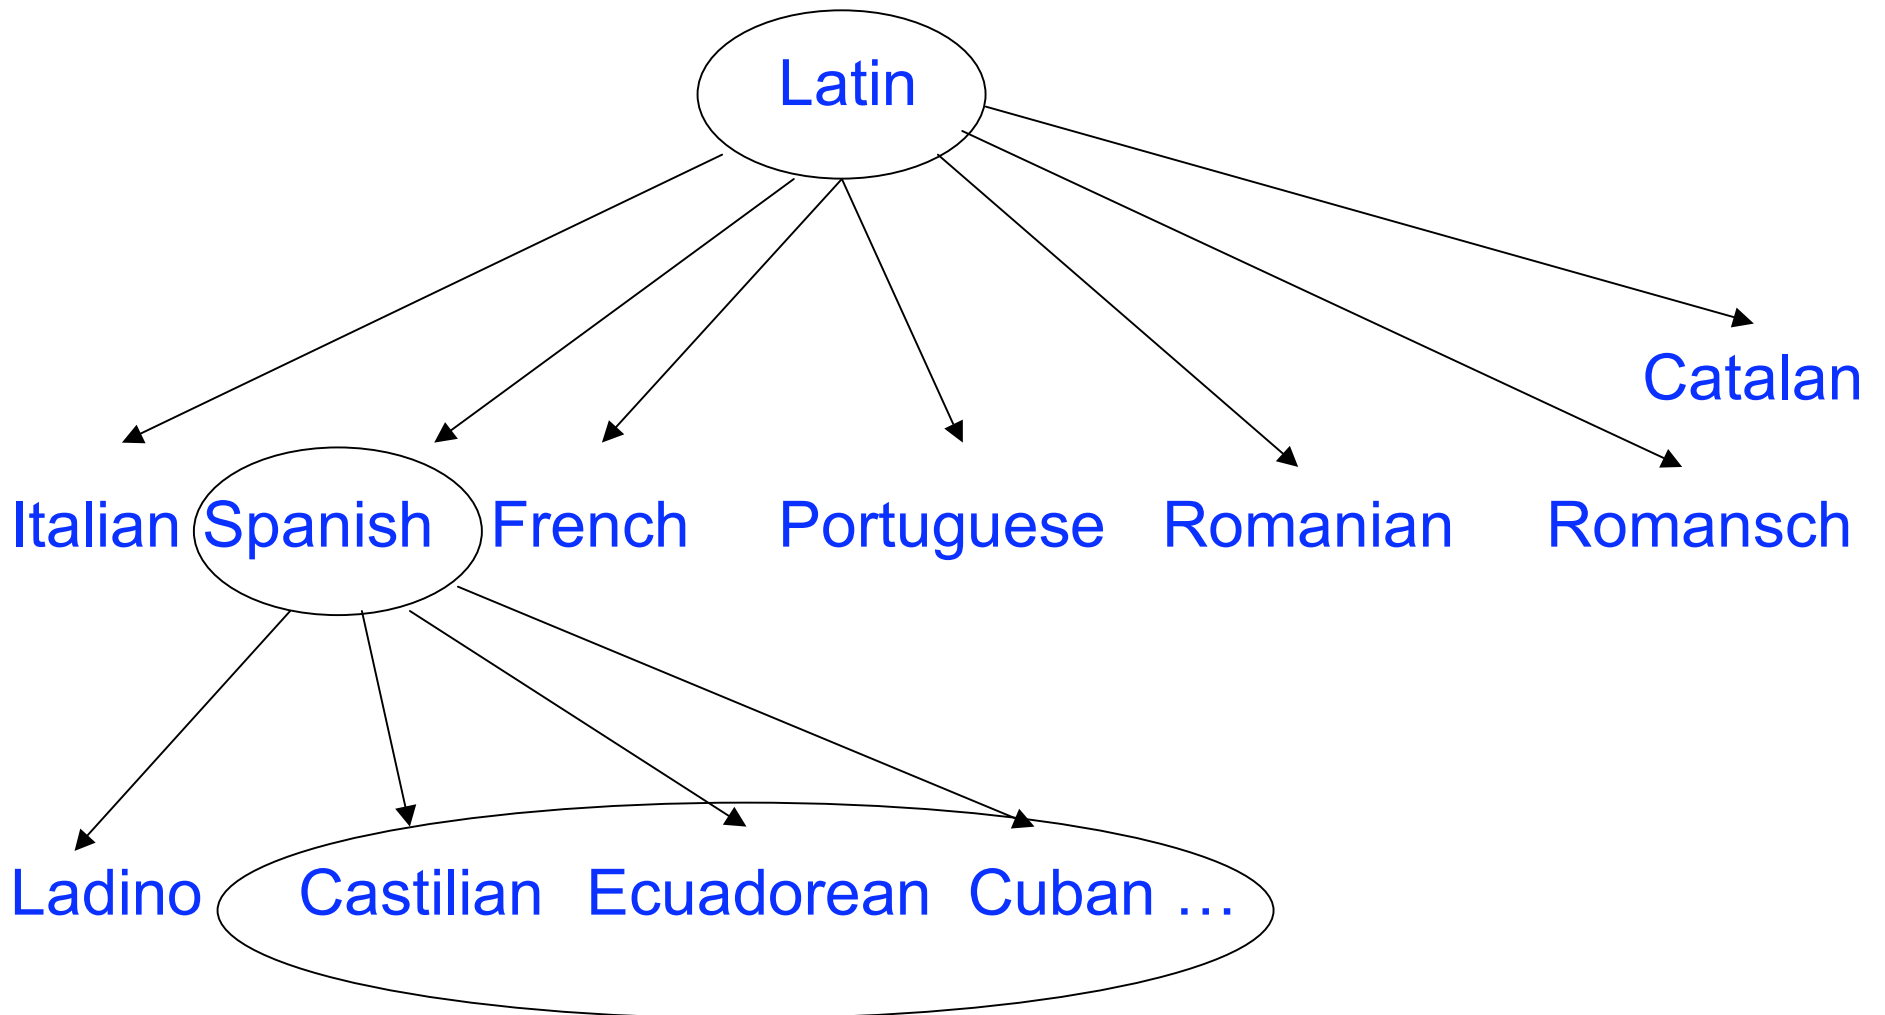 Latin
Catalan
Italian Spanish French Portuguese Romanian Romansch
Ladino Castilian Ecuadorean Cuban …